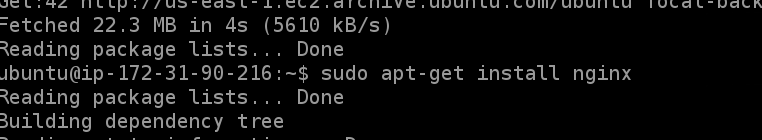 Get:42 http://us-east-1.ec2.archive.ubuntu.com/ubuntu focal-back
Fetched 22.3 MB in 4s (5610 kB/s)
Reading package lists... Done
ubuntu@ip-172-31-90-216:~$ sudo apt-get install nginx
Reading package lists... Done
Building dependency tree